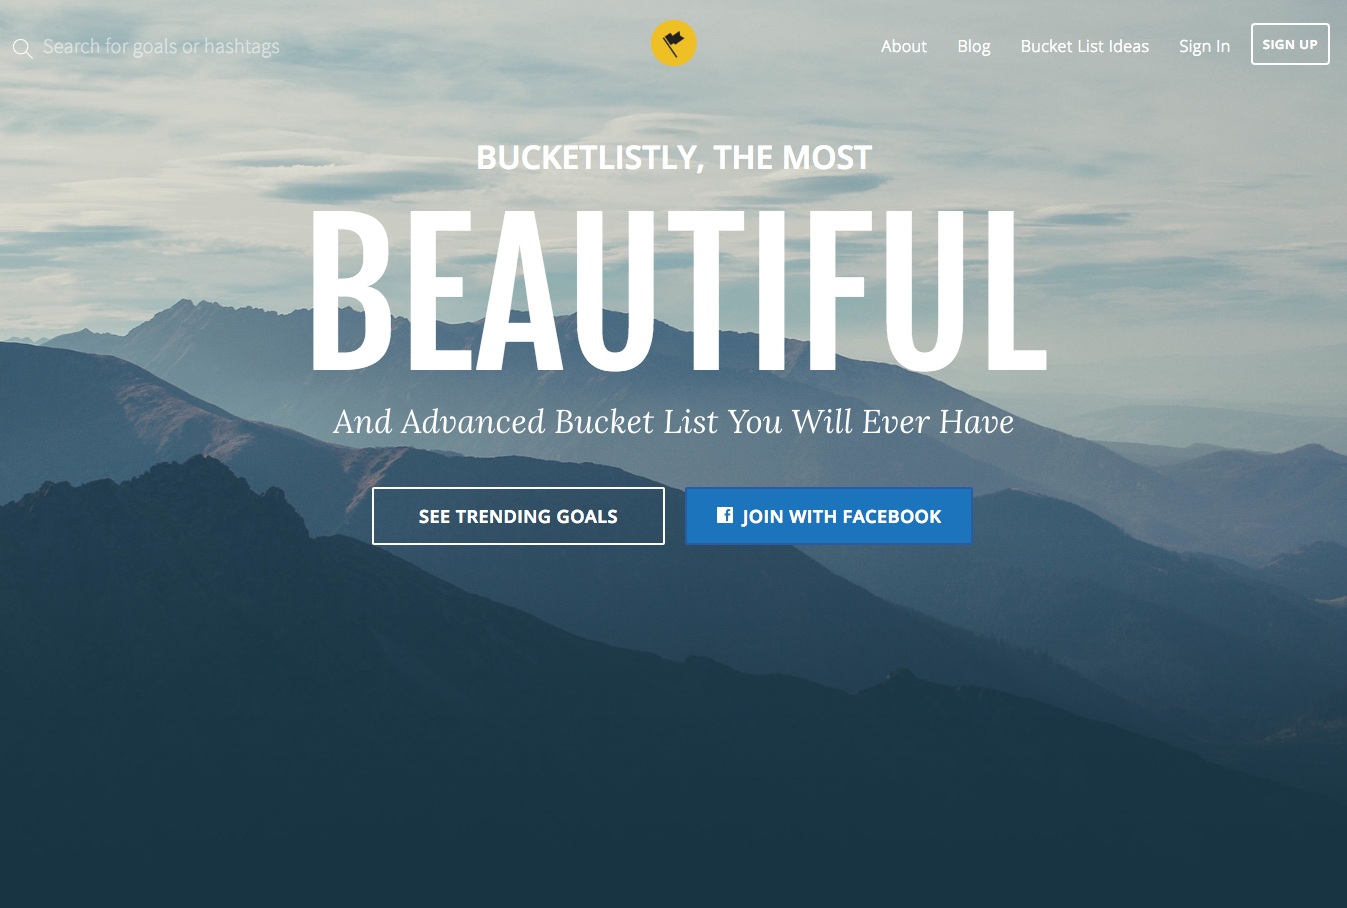 Search for goals or hashtags
About Blog Bucket List Ideas Sign In SIGN UP
BUCKETLISTLY, THE MOST
BEAUTIFUL
And Advanced Bucket List You Will Ever Have
SEE TRENDING GOALS JOIN WITH FACEBOOK